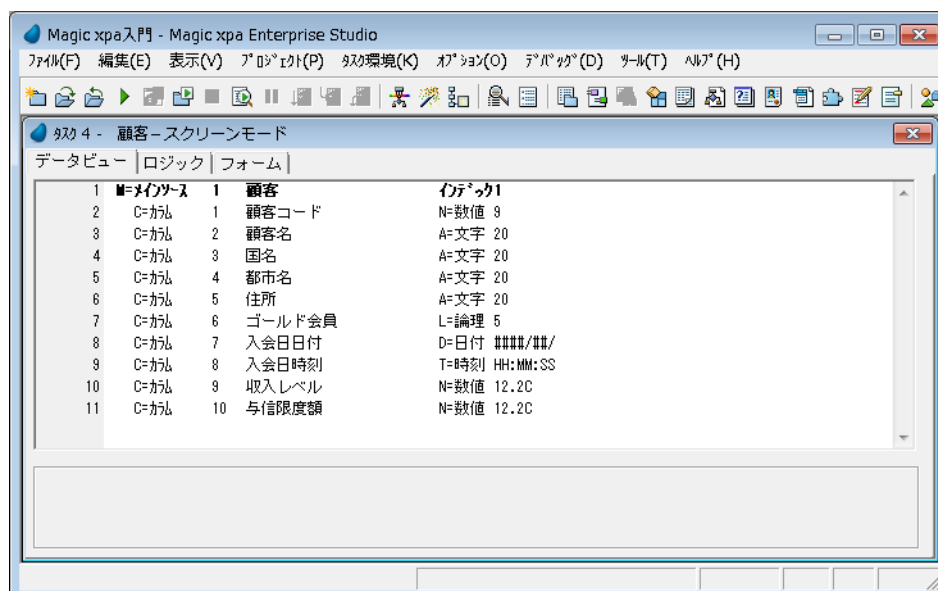 Magic xpa入門 - Magic xpa Enterprise Studio
ﾌｧｲﾙ(F) 編集(E) 表示(V) ﾌﾟﾛｼﾞｪｸﾄ(P) ﾀｽｸ環境(K) ｵﾌﾟｼｮﾝ(O) ﾃﾞﾊﾞｯｸﾞ(D) ﾂｰﾙ(T) ﾍﾙﾌﾟ(H)
ﾀｽｸ 4 - 顧客－スクリーンモード
データビュー ロジック フォーム
1 M=ﾒｲﾝｿｰｽ 1 顧客 ｲﾝﾃﾞｯｸ1
2 C=ｶﾗﾑ 1 顧客コード N=数値 9
3 C=ｶﾗﾑ 2 顧客名 A=文字 20
4 C=ｶﾗﾑ 3 国名 A=文字 20
5 C=ｶﾗﾑ 4 都市名 A=文字 20
6 C=ｶﾗﾑ 5 住所 A=文字 20
7 C=ｶﾗﾑ 6 ゴールド会員 L=論理 5
8 C=ｶﾗﾑ 7 入会日日付 D=日付 ####/##/
9 C=ｶﾗﾑ 8 入会日時刻 T=時刻 HH:MM:SS
10 C=ｶﾗﾑ 9 収入レベル N=数値 12.2C
11 C=ｶﾗﾑ 10 与信限度額 N=数値 12.2C